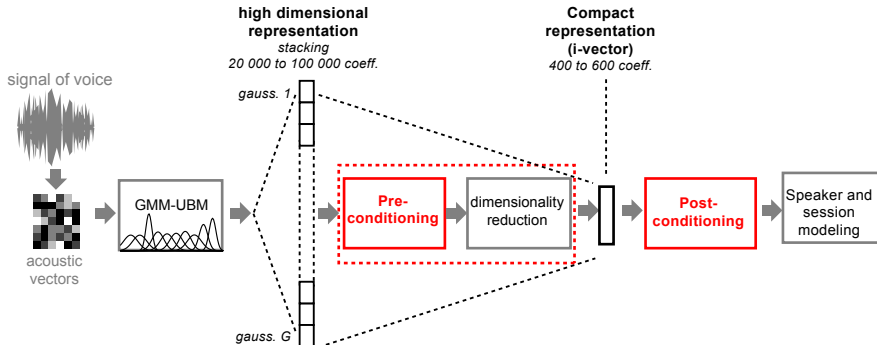 high dimensional
representation
stacking
20 000 to 100 000 coeff.
Compact
representation
(i-vector)
400 to 600 coeff.
signal of voice
gauss. 1
GMM-UBM
Pre-
conditioning
dimensionality
reduction
Post-
conditioning
Speaker and
session
modeling
acoustic
vectors
gauss. G